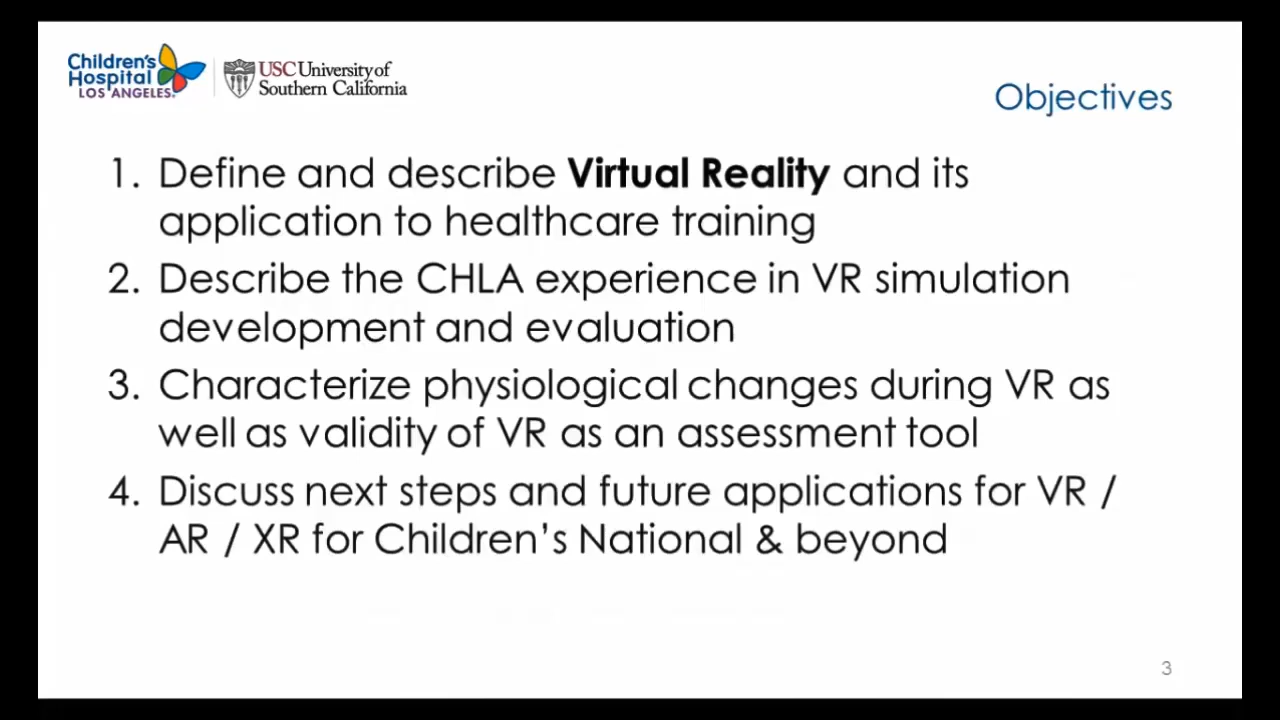 Children's
Hospital
LOS ANGELES®
USC University of
Southern California
Objectives
1. Define and describe Virtual Reality and its
application to healthcare training
2. Describe the CHLA experience in VR simulation
development and evaluation
3. Characterize physiological changes during VR as
well as validity of VR as an assessment tool
4. Discuss next steps and future applications for VR /
AR / XR for Children’s National & beyond
3